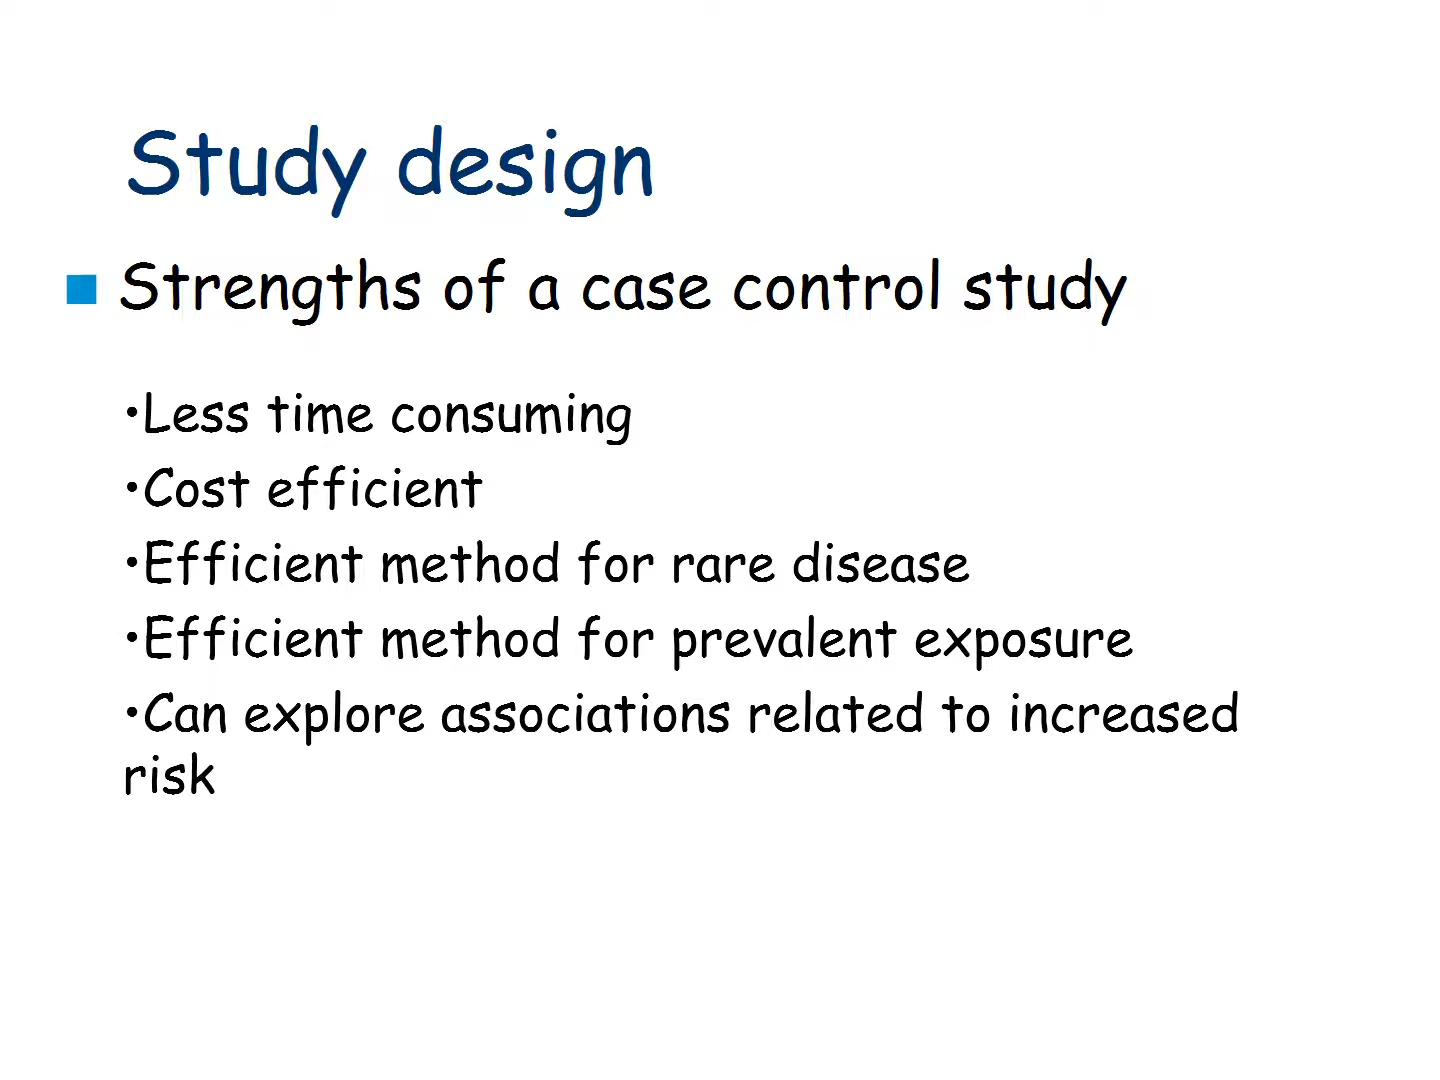 Study design
Strengths of a case control study
•Less time consuming
•Cost efficient
•Efficient method for rare disease
•Efficient method for prevalent exposure
•Can explore associations related to increased
risk